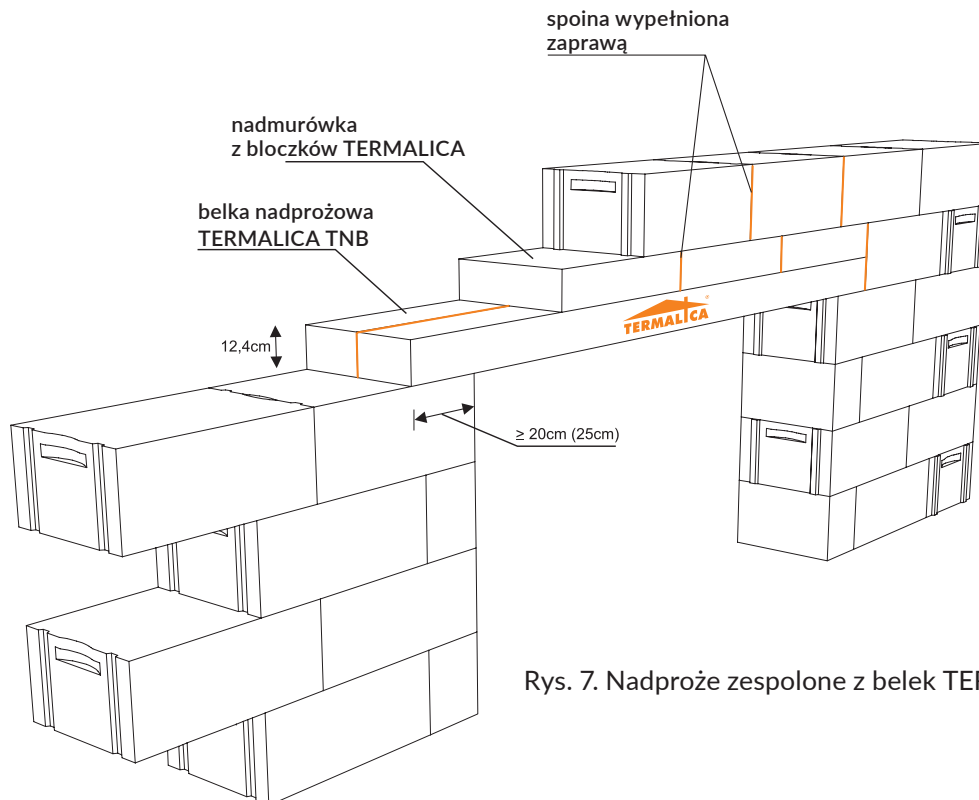 spoina wypełniona
zaprawą
nadmurówka
z bloczków TERMALICA
belka nadprożowa
TERMALICA TNB
12,4cm
TERMALICA
®
≥ 20cm (25cm)
Rys. 7. Nadproże zespolone z belek TER